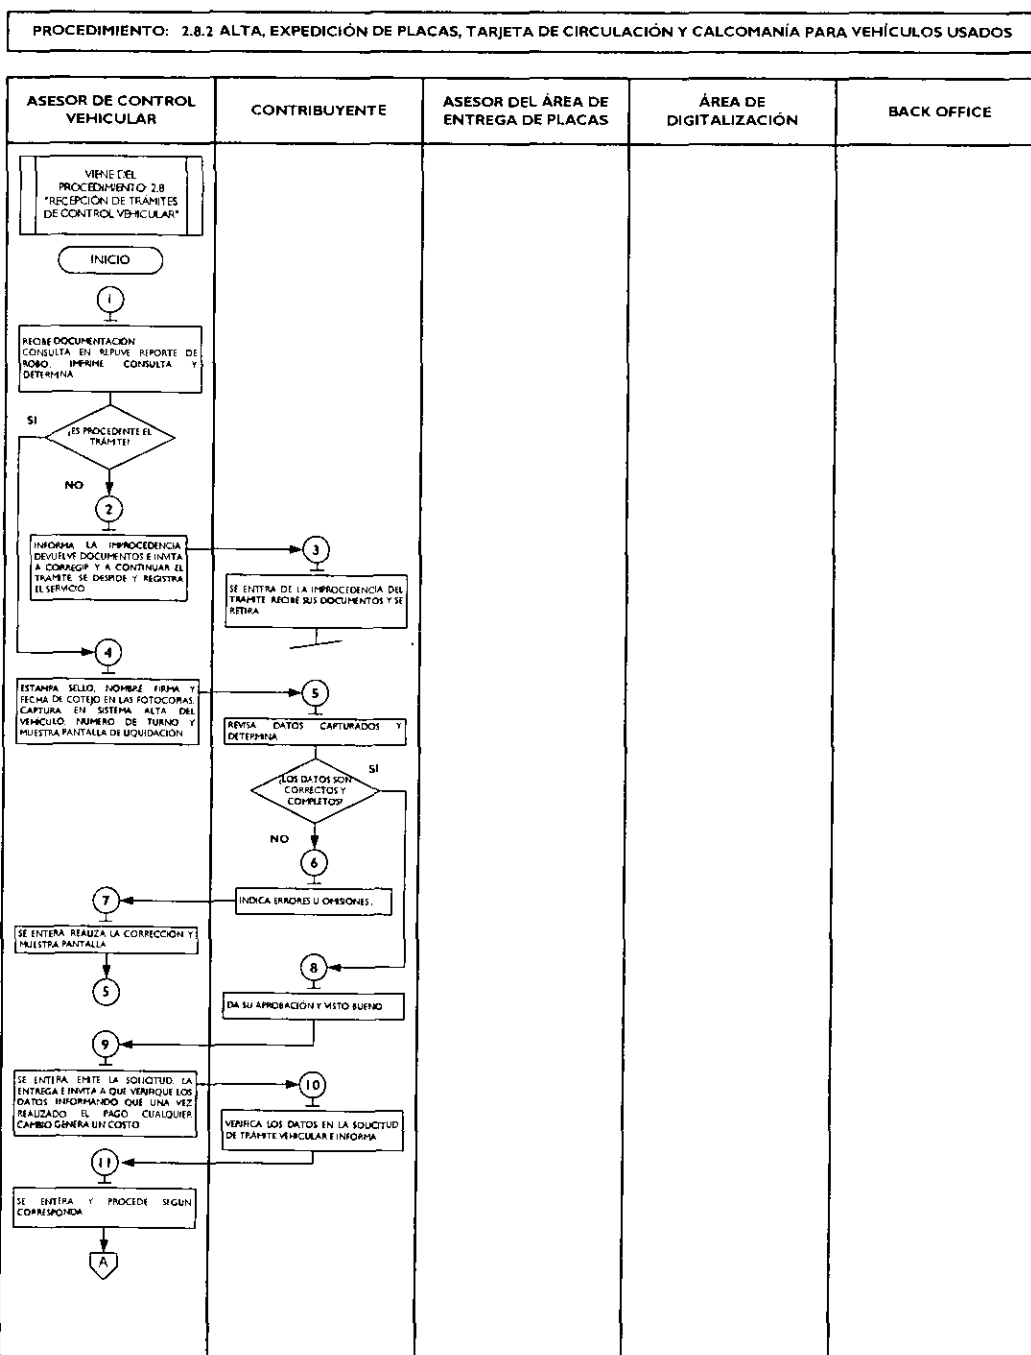 PROCEDIMIENTO: 2.8.2 ALTA, EXPEDICIÓN DE PLACAS, TARJETA DE CIRCULACIÓN Y CALCOMANÍA PARA VEHÍCULOS USADOS
ASESOR DE CONTROL
VEHICULAR
CONTRIBUYENTE
ASESOR DEL ÁREA DE
ENTREGA DE PLACAS
ÁREA DE
DIGITALIZACIÓN
BACK OFFICE
VIENE DEL
PROCEDIMIENTO: 2.8
"RECEPCIÓN DE TRÁMITES
DE CONTROL VEHICULAR"
INICIO
1
RECIBE DOCUMENTACIÓN
CONSULTA EN REPUVE REPORTE DE
ROBO, IMPRIME CONSULTA Y
DETERMINA
SI
¿ES PROCEDENTE EL
TRÁMITE?
NO
2
INFORMA LA IMPROCEDENCIA
DEVUELVE DOCUMENTOS E INVITA
A CORREGIR Y A CONTINUAR EL
TRAMITE. SE DESPIDE Y REGISTRA
EL SERVICIO
3
SE ENTERA DE LA IMPROCEDENCIA DEL
TRAMITE RECIBE SUS DOCUMENTOS Y SE
RETIRA
4
ESTAMPA SELLO, NOMBRE FIRMA Y
FECHA DE COTEJO EN LAS FOTOCOPIAS.
CAPTURA EN SISTEMA ALTA DEL
VEHÍCULO, NUMERO DE TURNO Y
MUESTRA PANTALLA DE LIQUIDACIÓN
5
REVISA DATOS CAPTURADOS Y
DETERMINA
¿LOS DATOS SON
CORRECTOS Y
COMPLETOS?
SI
NO
6
INDICA ERRORES U OMISIONES.
7
SE ENTERA REALIZA LA CORRECCIÓN Y
MUESTRA PANTALLA
5
8
DA SU APROBACIÓN Y VISTO BUENO
9
SE ENTERA, EMITE LA SOLICITUD, LA
ENTREGA E INVITA A QUE VERIFIQUE LOS
DATOS INFORMANDO QUE UNA VEZ
REALIZADO EL PAGO CUALQUIER
CAMBIO GENERA UN COSTO
10
VERIFICA LOS DATOS EN LA SOLICITUD
DE TRÁMITE VEHICULAR E INFORMA
11
SE ENTERA Y PROCEDE SEGÚN
CORRESPONDA
A